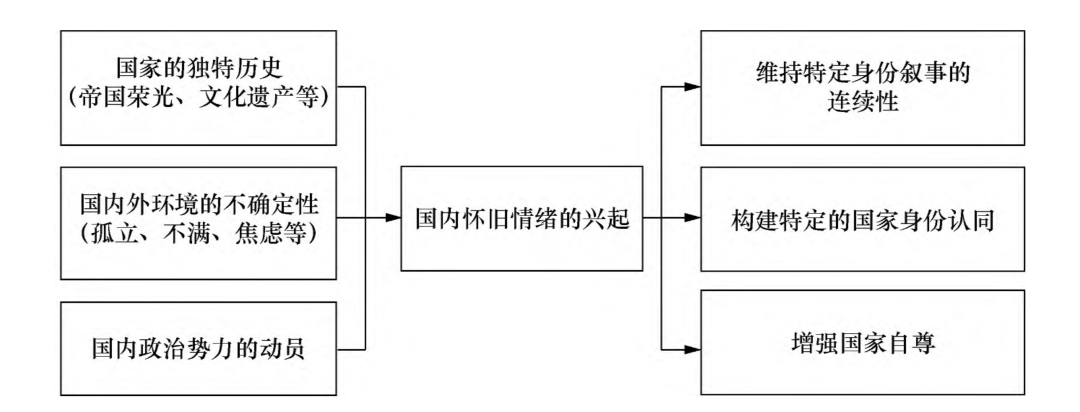 国家的独特历史
(帝国荣光、文化遗产等)
国内外环境的不确定性
(孤立、不满、焦虑等)
国内政治势力的动员
国内怀旧情绪的兴起
维持特定身份叙事的
连续性
构建特定的国家身份认同
增强国家自尊